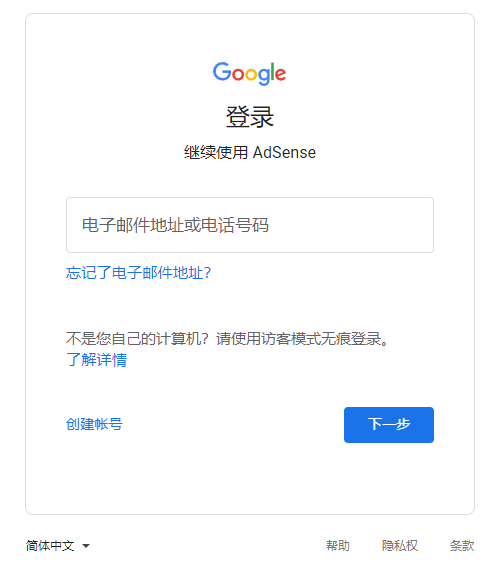 Google
登录
继续使用 AdSense
电子邮件地址或电话号码
忘记了电子邮件地址?
不是您自己的计算机？请使用访客模式无痕登录。
了解详情
创建帐号 下一步
简体中文 帮助 隐私权 条款